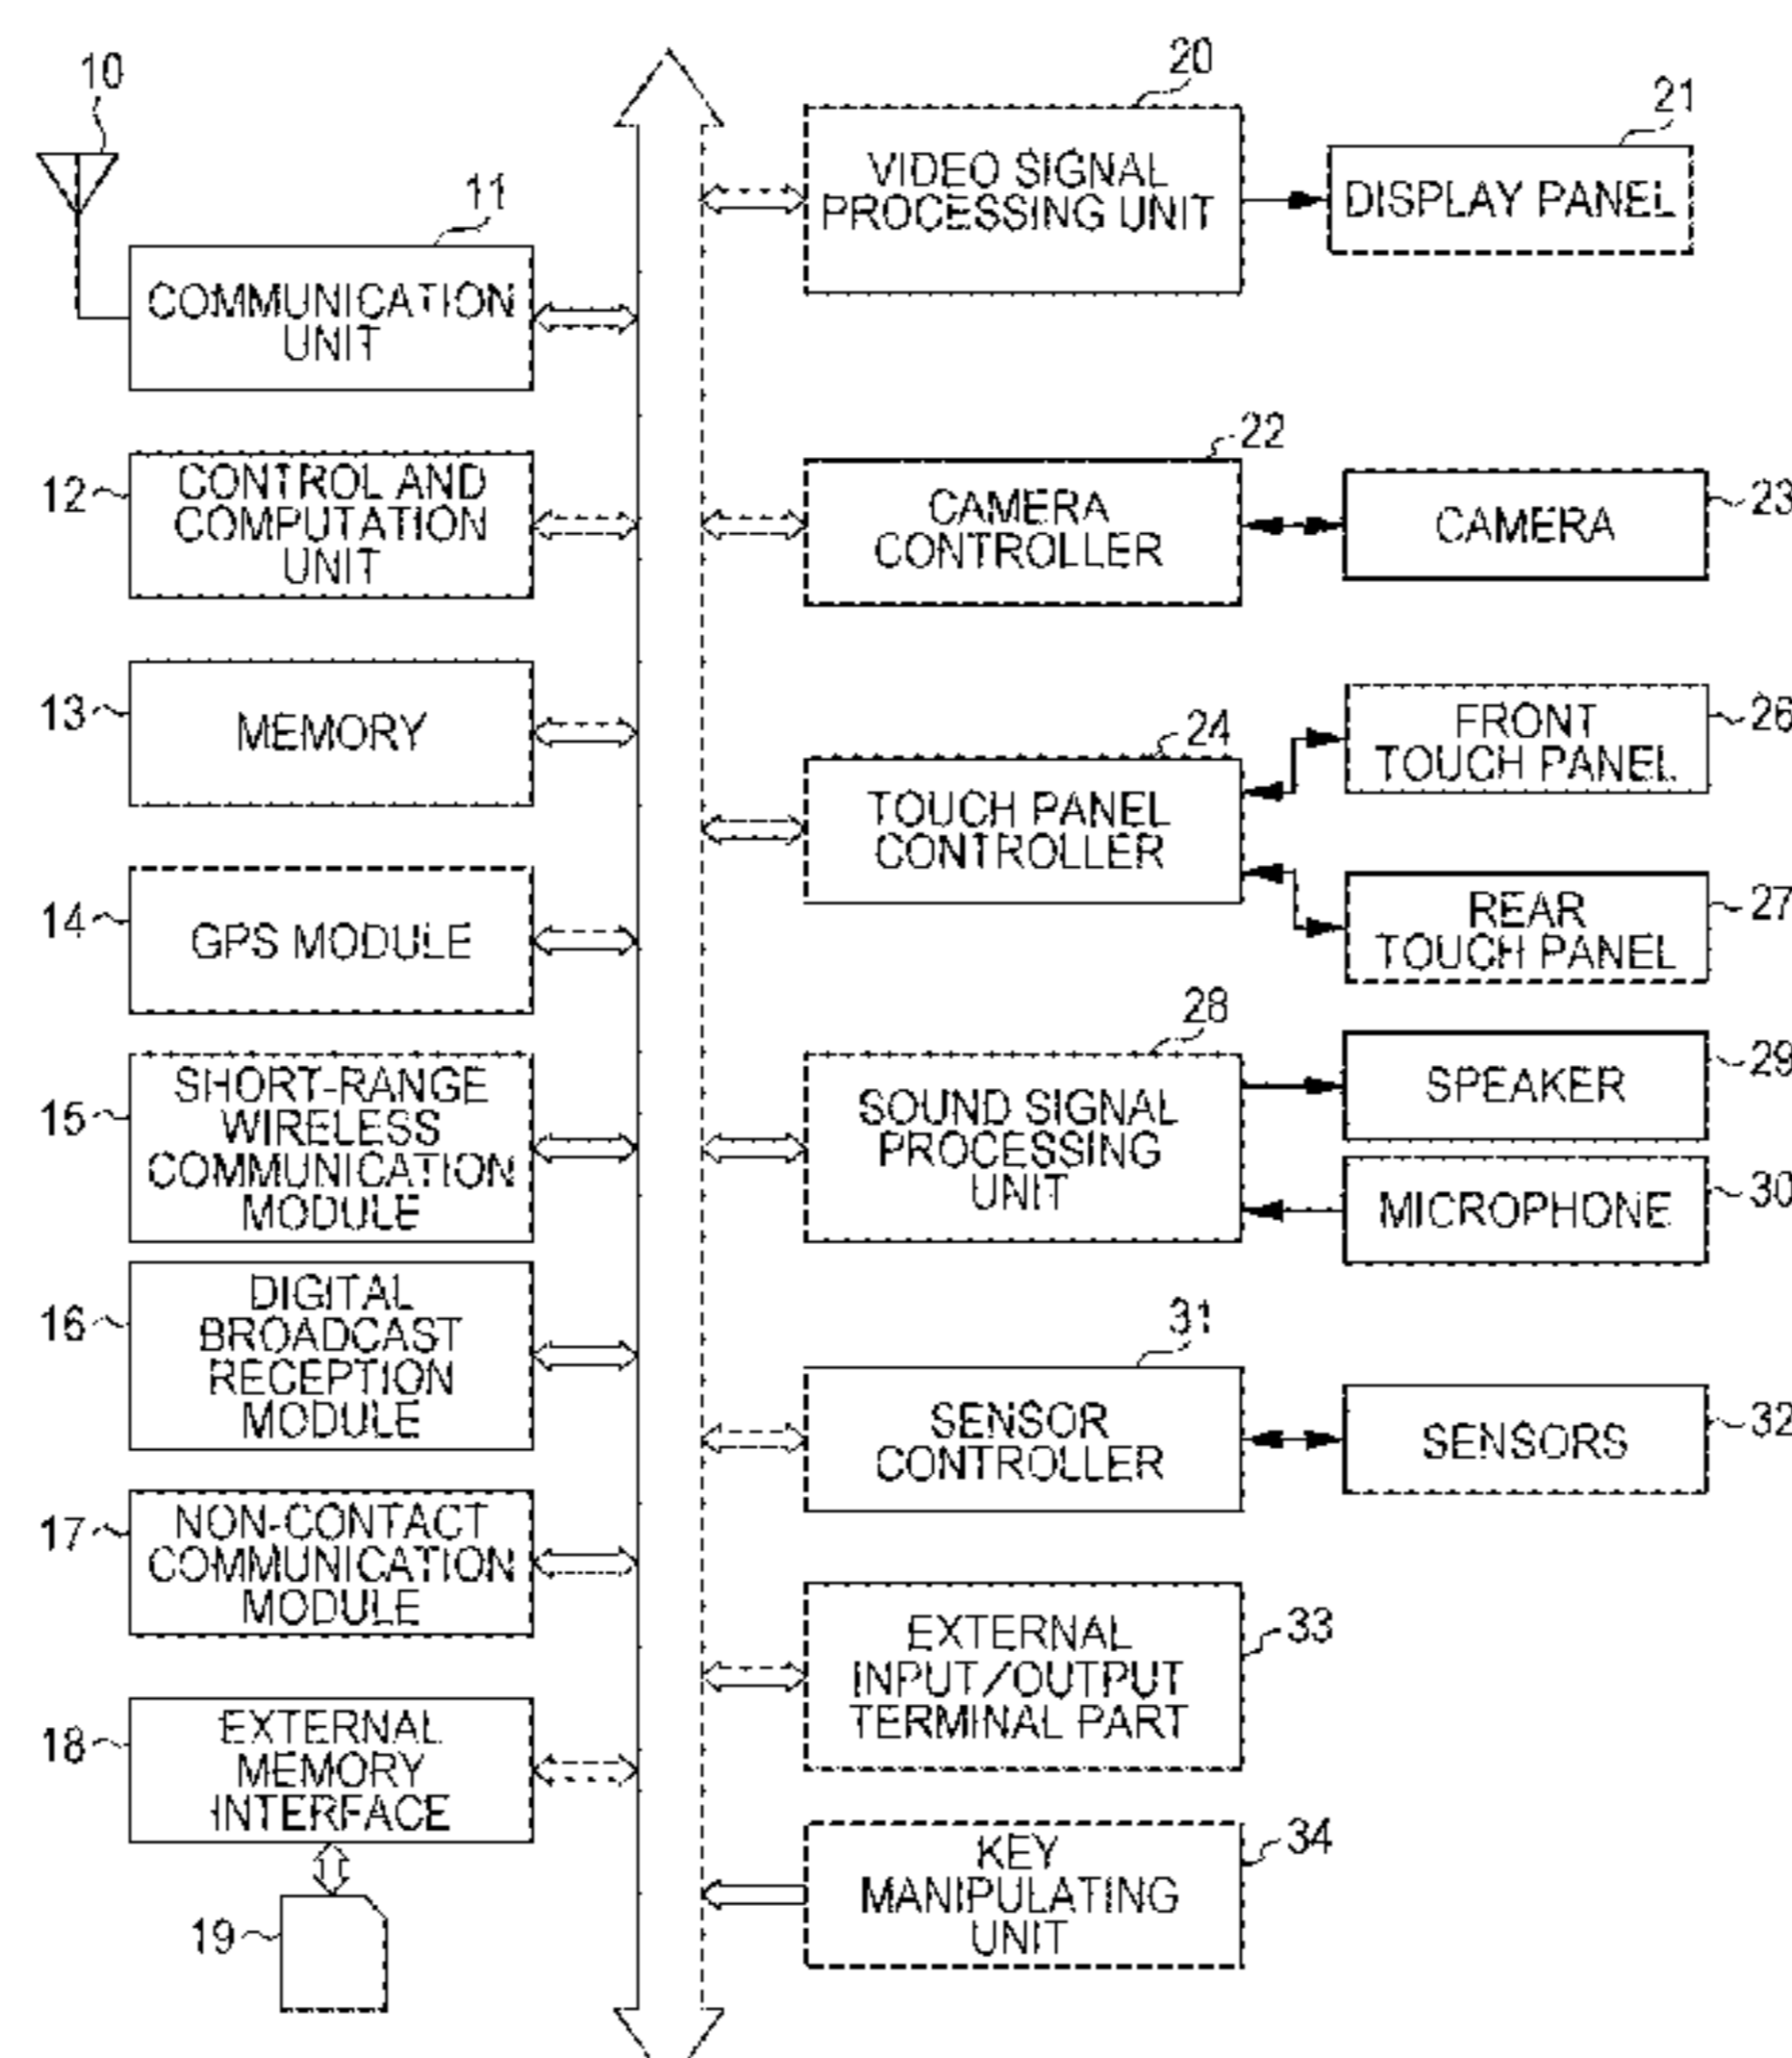 10
11
COMMUNICATION
UNIT
12
CONTROL AND
COMPUTATION
UNIT
13
MEMORY
14
GPS MODULE
15
SHORT-RANGE
WIRELESS
COMMUNICATION
MODULE
16
DIGITAL
BROADCAST
RECEPTION
MODULE
17
NON-CONTACT
COMMUNICATION
MODULE
18
EXTERNAL
MEMORY
INTERFACE
19
20
VIDEO SIGNAL
PROCESSING UNIT
21
DISPLAY PANEL
22
CAMERA
CONTROLLER
23
CAMERA
24
TOUCH PANEL
CONTROLLER
26
FRONT
TOUCH PANEL
27
REAR
TOUCH PANEL
28
SOUND SIGNAL
PROCESSING
UNIT
29
SPEAKER
30
MICROPHONE
31
SENSOR
CONTROLLER
32
SENSORS
33
EXTERNAL
INPUT/OUTPUT
TERMINAL PART
34
KEY
MANIPULATING
UNIT